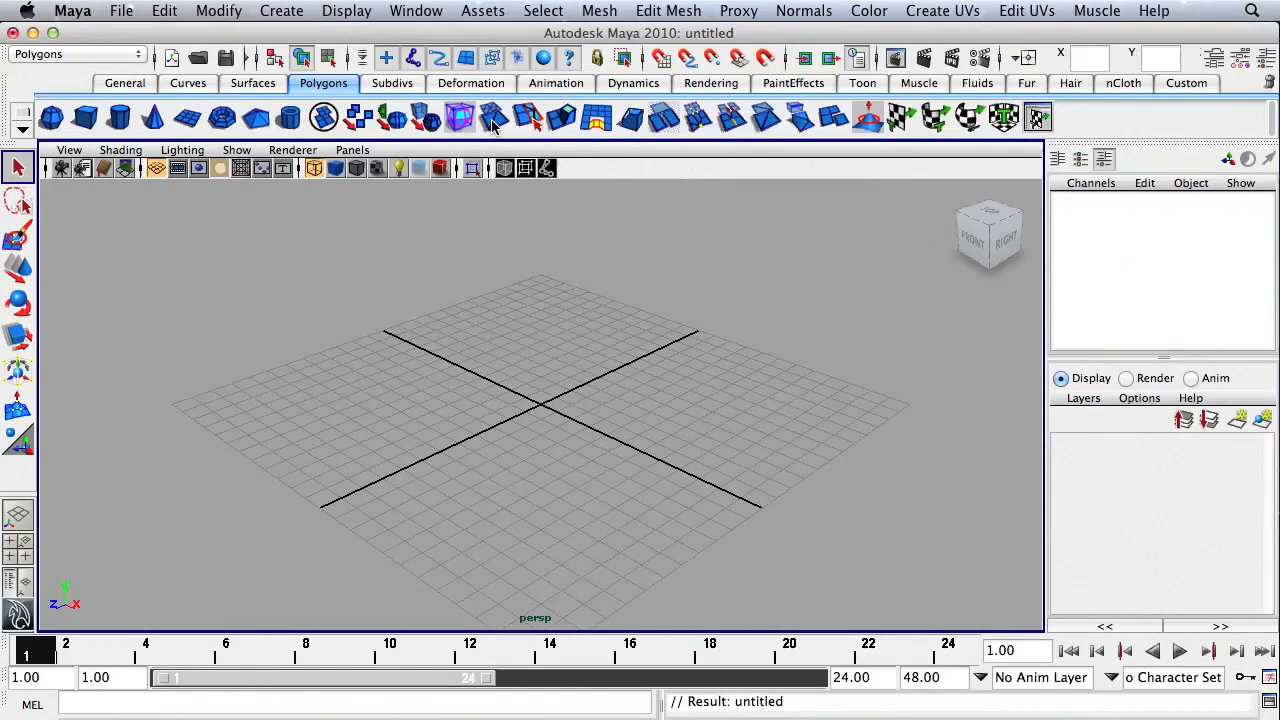 Maya File Edit Modify Create Display Window Assets Select Mesh Edit Mesh Proxy Normals Color Create UVs Edit UVs Muscle Help
Autodesk Maya 2010: untitled
Polygons X Y
General Curves Surfaces Polygons Subdivs Deformation Animation Dynamics Rendering PaintEffects Toon Muscle Fluids Fur Hair nCloth Custom
View Shading Lighting Show Renderer Panels
Channels Edit Object Show
TOP
FRONT RIGHT
Display Render Anim
Layers Options Help
y
z x
persp
<< >>
2 4 6 8 10 12 14 16 18 20 22 24
1 1.00
1.00 1.00 1 24 24.00 48.00 No Anim Layer o Character Set
MEL // Result: untitled